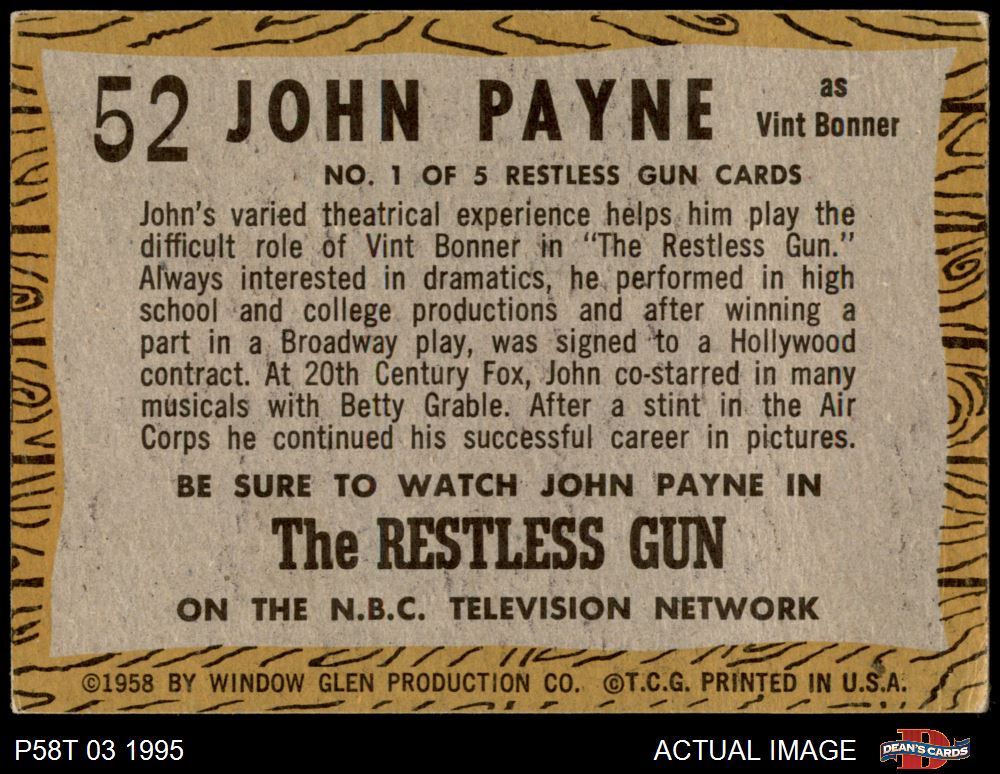 52 JOHN PAYNE as
Vint Bonner
NO. 1 OF 5 RESTLESS GUN CARDS
John's varied theatrical experience helps him play the
difficult role of Vint Bonner in "The Restless Gun."
Always interested in dramatics, he performed in high
school and college productions and after winning a
part in a Broadway play, was signed to a Hollywood
contract. At 20th Century Fox, John co-starred in many
musicals with Betty Grable. After a stint in the Air
Corps he continued his successful career in pictures.
BE SURE TO WATCH JOHN PAYNE IN
The RESTLESS GUN
ON THE N.B.C. TELEVISION NETWORK
©1958 BY WINDOW GLEN PRODUCTION CO. ©T.C.G. PRINTED IN U.S.A.
P58T 03 1995 ACTUAL IMAGE DEAN'S CARDS